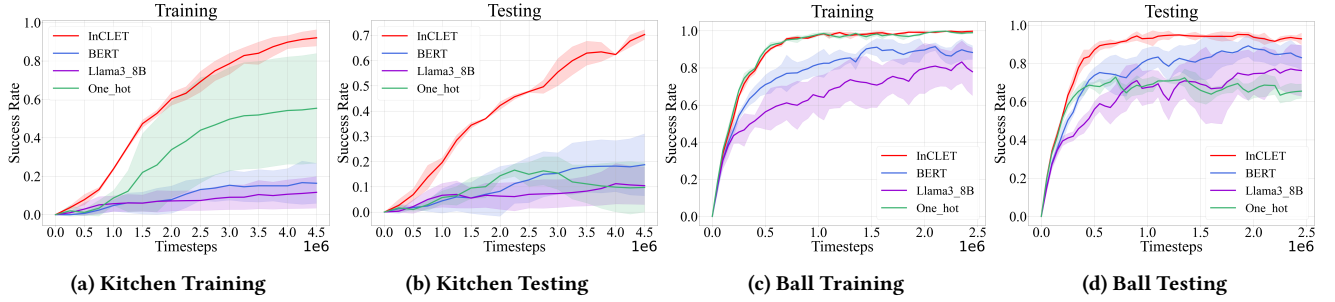 Training
Success Rate
1.0
0.8
0.6
0.4
0.2
0.0
InCLET
BERT
Llama3_8B
One_hot
0.0 0.5 1.0 1.5 2.0 2.5 3.0 3.5 4.0 4.5
Timesteps
1e6
(a) Kitchen Training
Testing
Success Rate
0.7
0.6
0.5
0.4
0.3
0.2
0.1
0.0
InCLET
BERT
Llama3_8B
One_hot
0.0 0.5 1.0 1.5 2.0 2.5 3.0 3.5 4.0 4.5
Timesteps
1e6
(b) Kitchen Testing
Training
Success Rate
1.0
0.8
0.6
0.4
0.2
0.0
InCLET
BERT
Llama3_8B
One_hot
0.0 0.5 1.0 1.5 2.0 2.5
Timesteps
1e6
(c) Ball Training
Testing
Success Rate
1.0
0.8
0.6
0.4
0.2
0.0
InCLET
BERT
Llama3_8B
One_hot
0.0 0.5 1.0 1.5 2.0 2.5
Timesteps
1e6
(d) Ball Testing